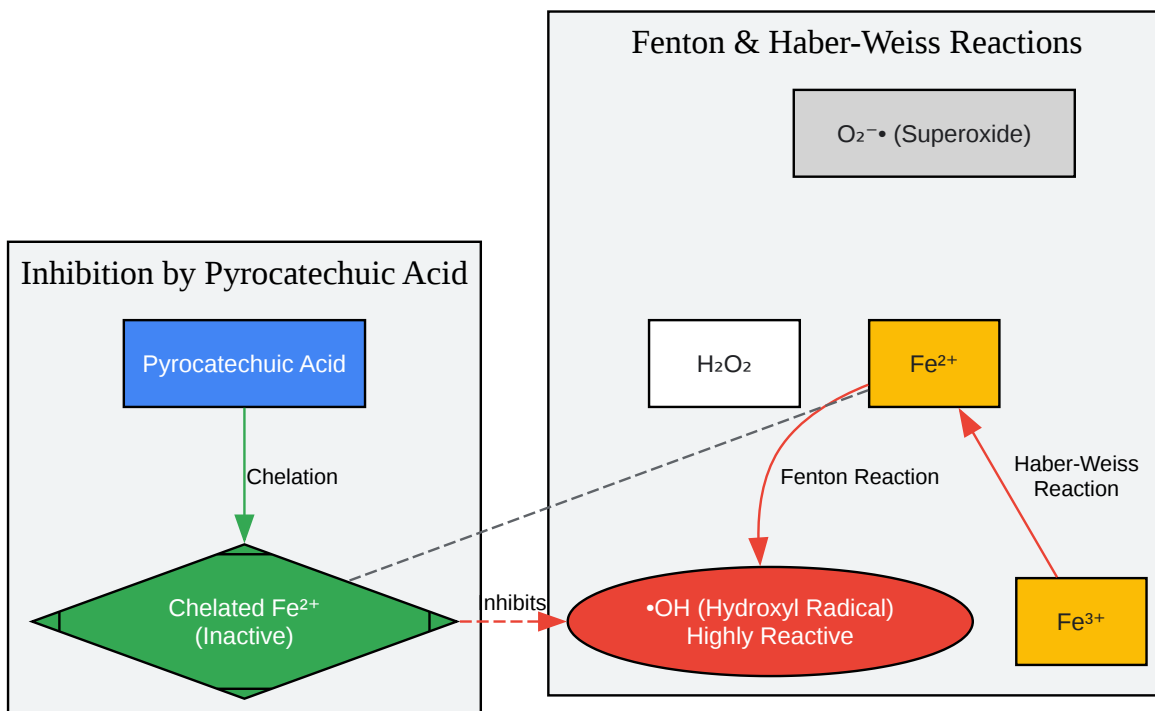 Fenton & Haber-Weiss Reactions
O₂⁻• (Superoxide)
Inhibition by Pyrocatechuic Acid
Pyrocatechuic Acid
H₂O₂
Fe²⁺
Chelation
Fenton Reaction
Haber-Weiss
Reaction
Chelated Fe²⁺
(Inactive)
Inhibits
•OH (Hydroxyl Radical)
Highly Reactive
Fe³⁺